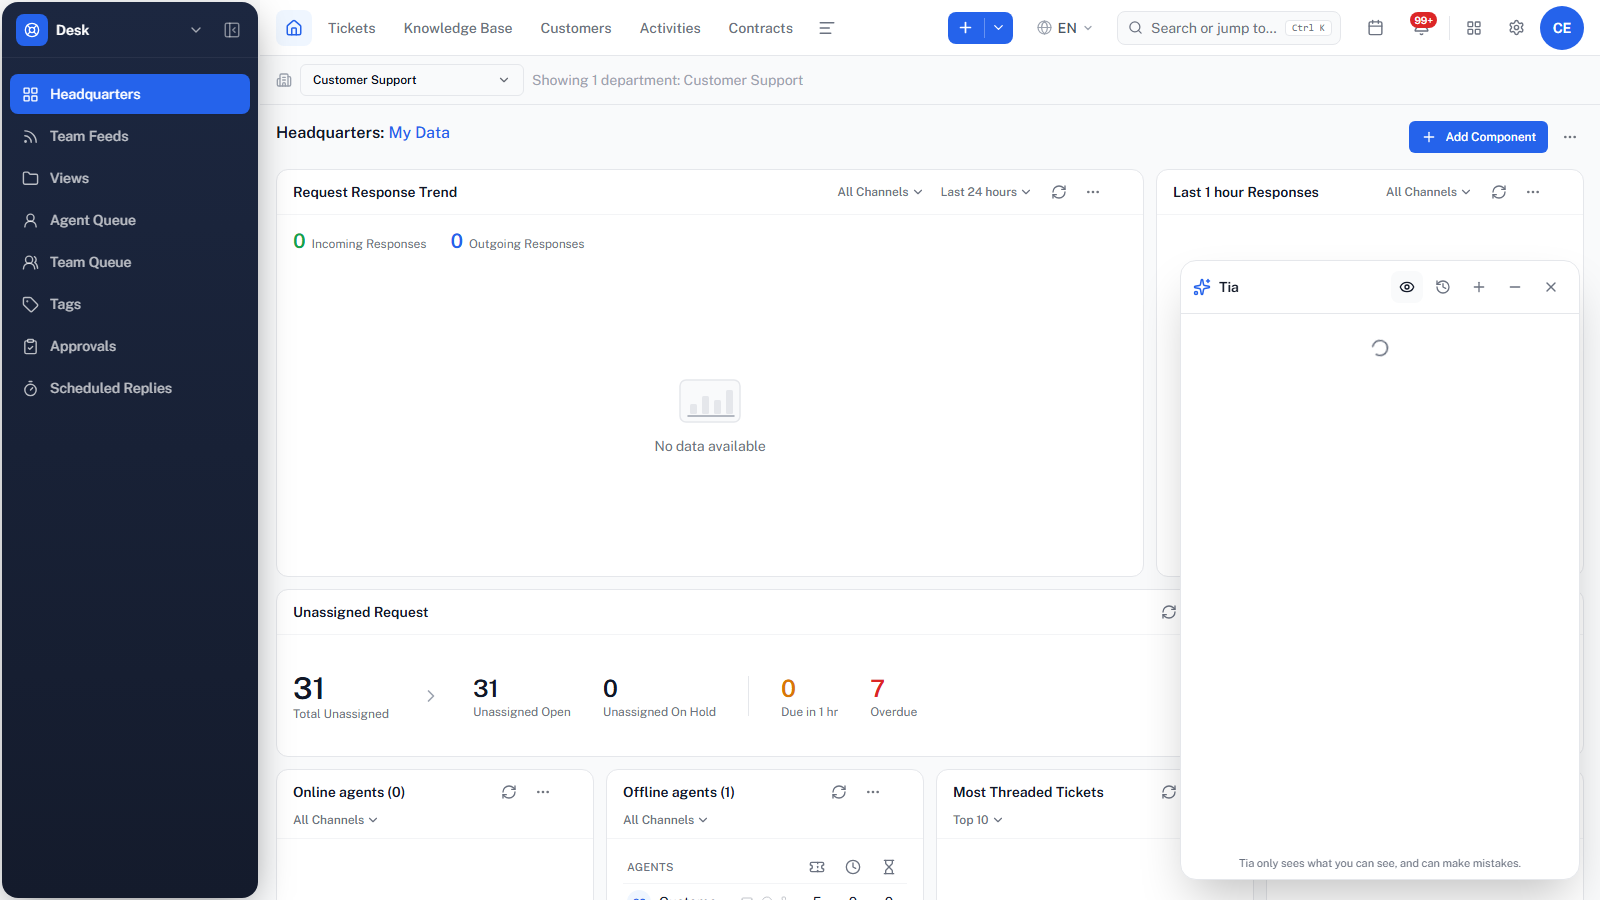 Desk
Headquarters
Team Feeds
Views
Agent Queue
Team Queue
Tags
Approvals
Scheduled Replies
Tickets
Knowledge Base
Customers
Activities
Contracts
EN
Search or jump to...
Ctrl K
99+
CE
Customer Support
Showing 1 department: Customer Support
Headquarters: My Data
Add Component
Request Response Trend
All Channels
Last 24 hours
0 Incoming Responses
0 Outgoing Responses
No data available
Last 1 hour Responses
All Channels
Tia
Tia only sees what you can see, and can make mistakes.
Unassigned Request
31
Total Unassigned
31
Unassigned Open
0
Unassigned On Hold
0
Due in 1 hr
7
Overdue
Online agents (0)
All Channels
Offline agents (1)
All Channels
AGENTS
Most Threaded Tickets
Top 10